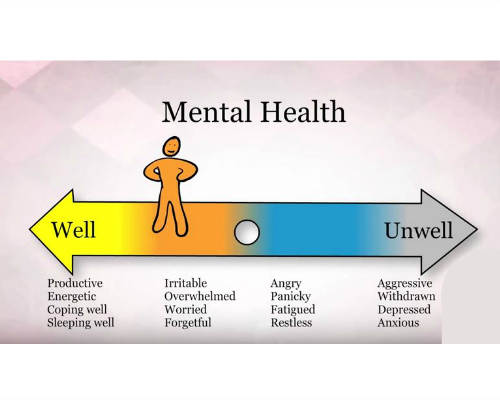 Mental Health
Well
Unwell
Productive
Energetic
Coping well
Sleeping well
Irritable
Overwhelmed
Worried
Forgetful
Angry
Panicky
Fatigued
Restless
Aggressive
Withdrawn
Depressed
Anxious